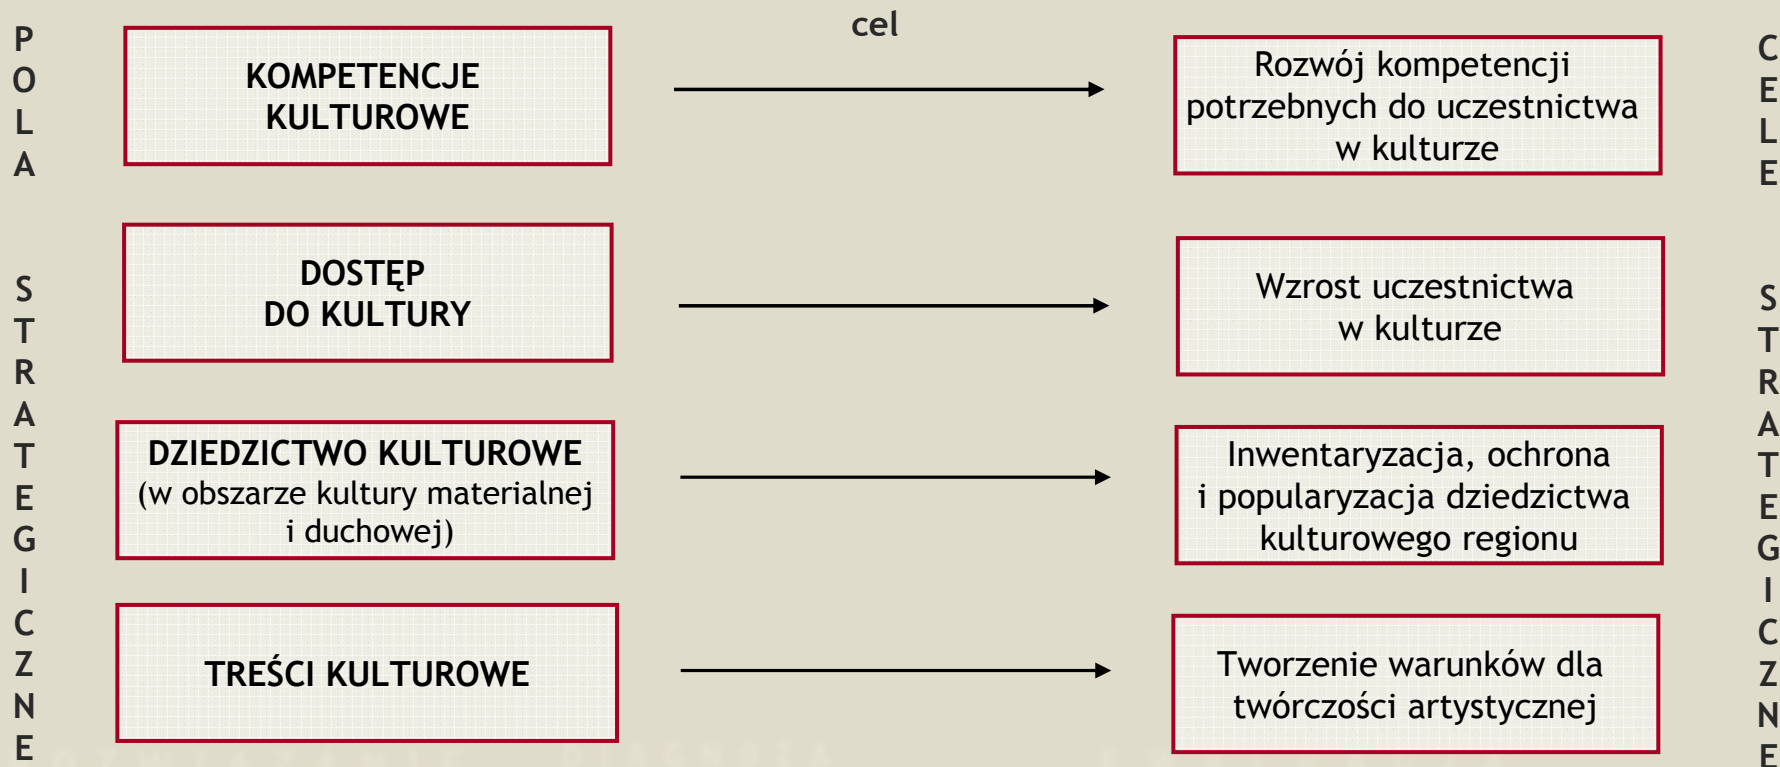 cel
POLA STRATEGICZNE
KOMPETENCJE
KULTUROWE
Rozwój kompetencji
potrzebnych do uczestnictwa
w kulturze
DOSTĘP
DO KULTURY
Wzrost uczestnictwa
w kulturze
DZIEDZICTWO KULTUROWE
(w obszarze kultury materialnej
i duchowej)
Inwentaryzacja, ochrona
i popularyzacja dziedzictwa
kulturowego regionu
TREŚCI KULTUROWE
Tworzenie warunków dla
twórczości artystycznej
CELE STRATEGICZNE
DIAGNOZA